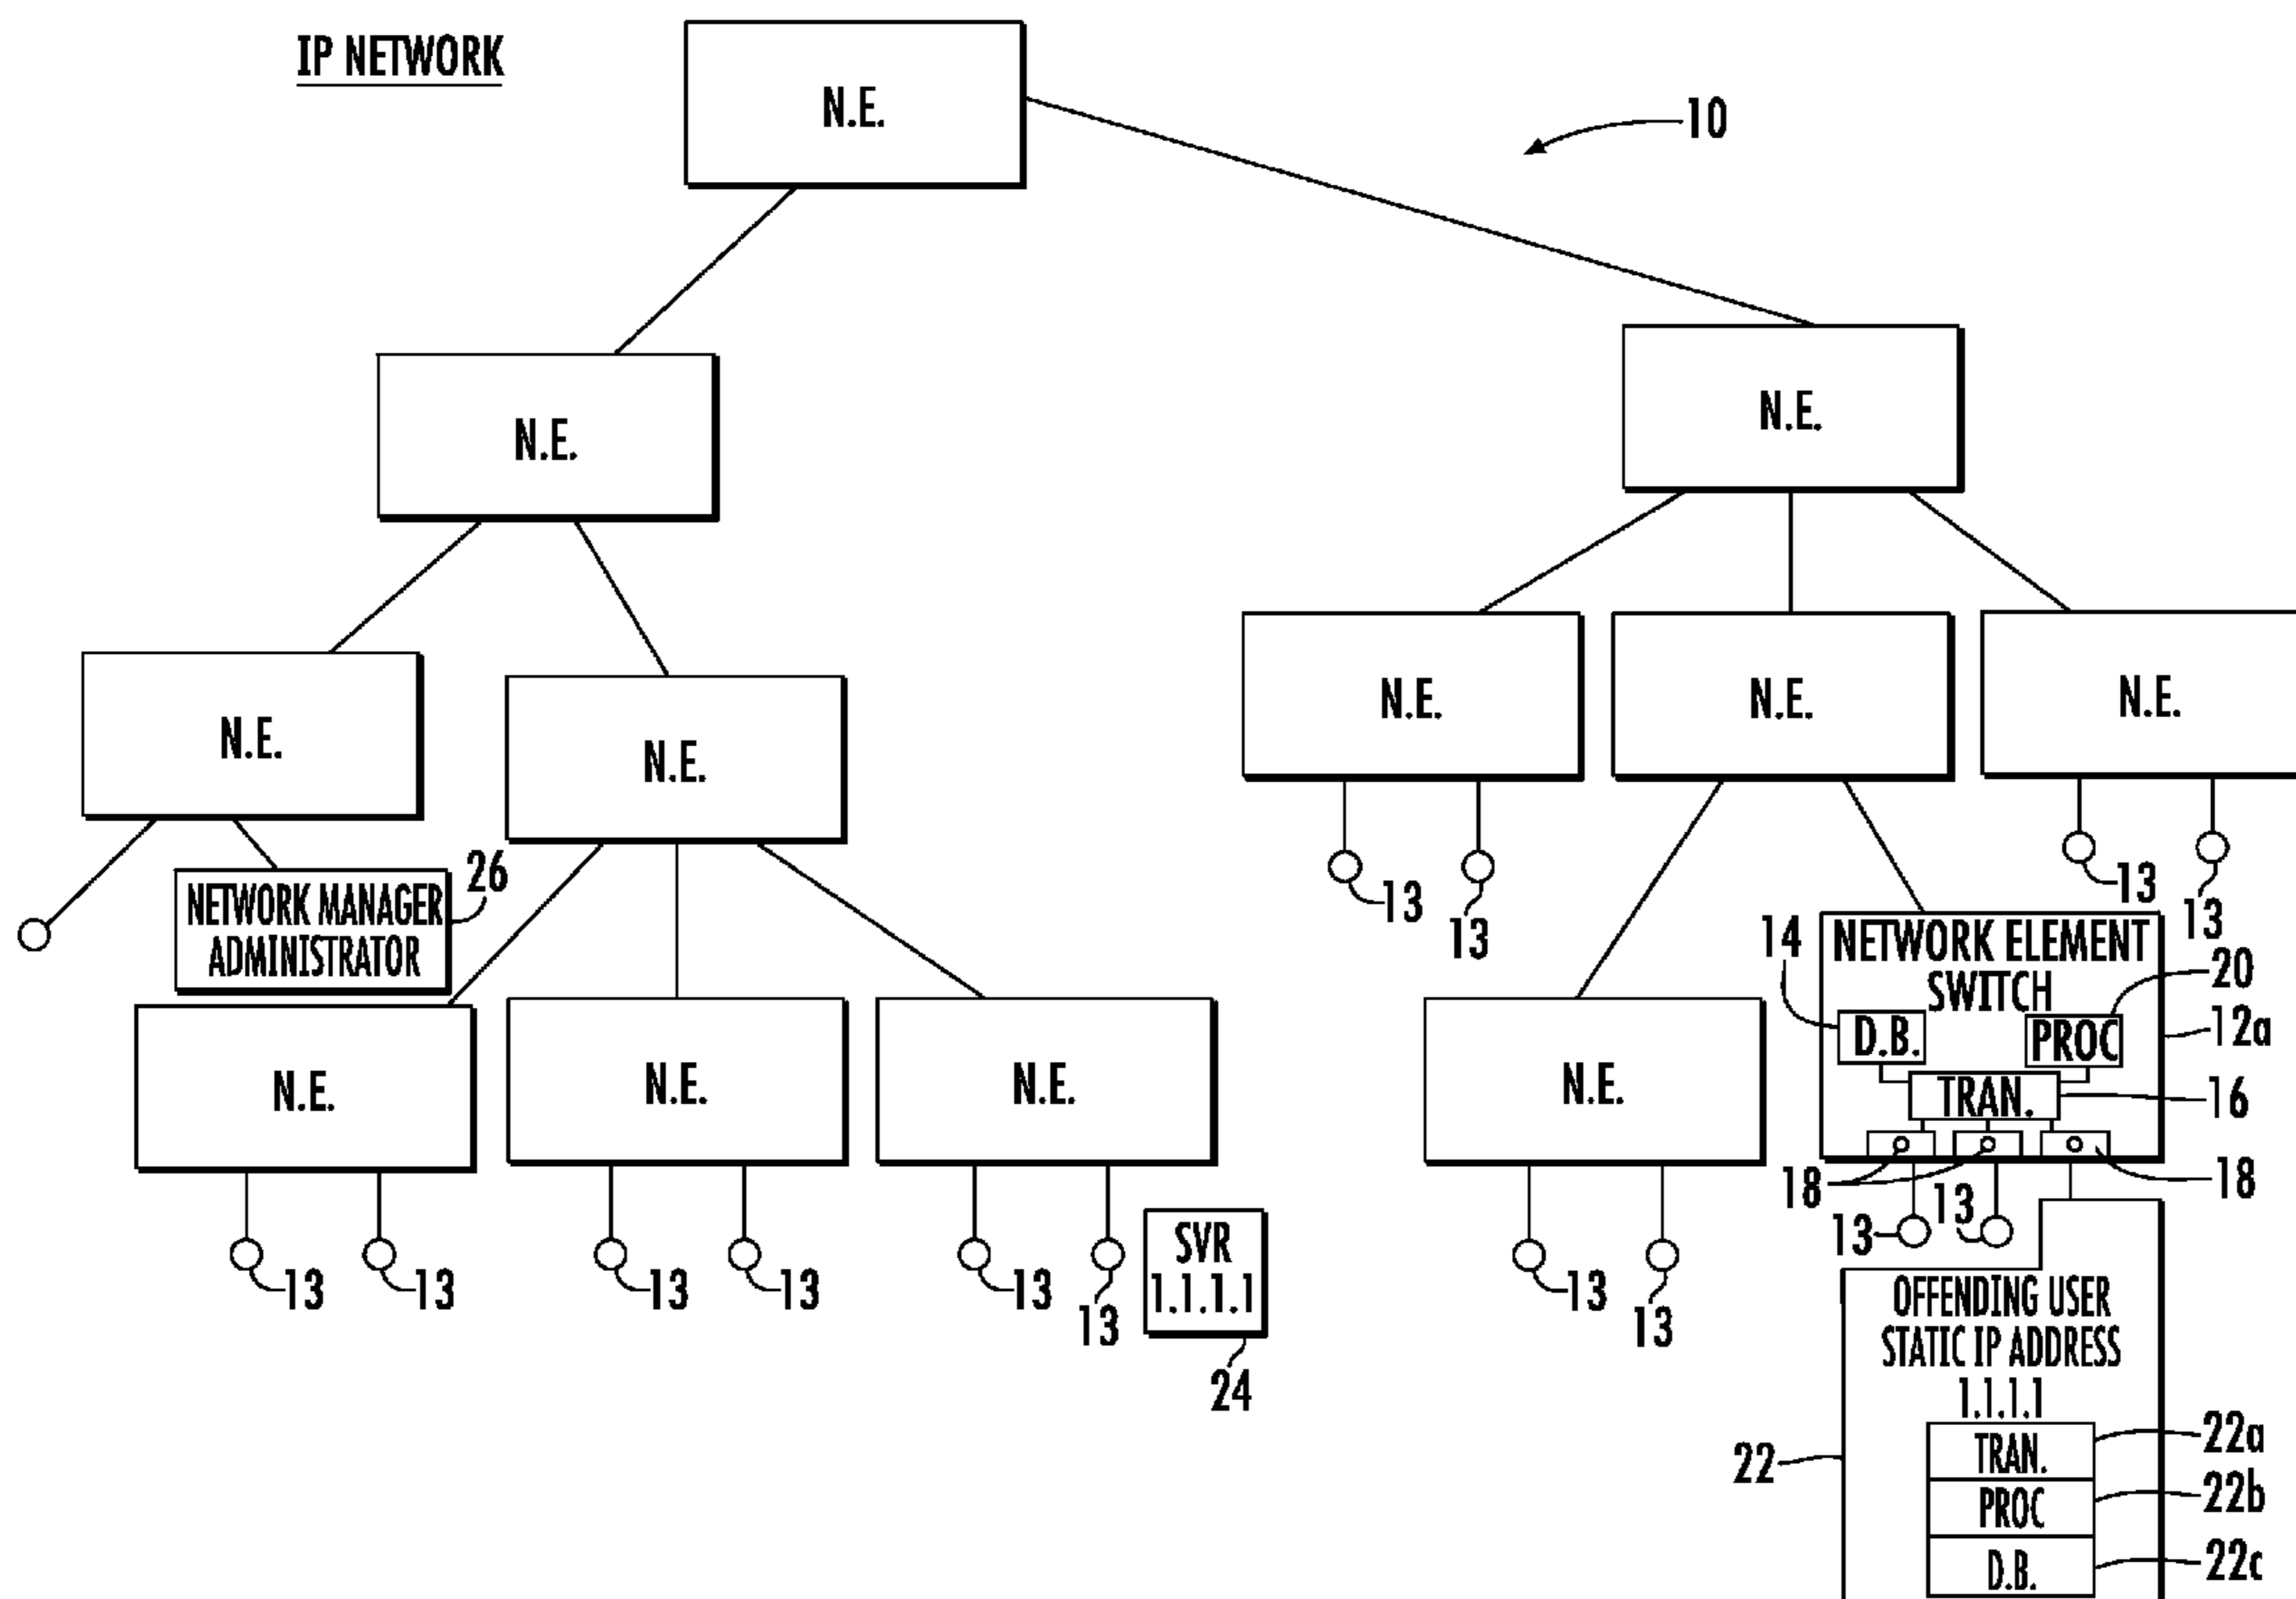 IP NETWORK
N.E.
10
N.E.
N.E.
N.E.
N.E.
N.E.
N.E.
N.E.
NETWORK MANAGER
ADMINISTRATOR
26
13
13
13
13
14
NETWORK ELEMENT
SWITCH
20
D.B.
PROC
12a
TRAN.
16
18
18
N.E.
N.E.
N.E.
N.E.
13
13
13
13
13
13
SVR
1.1.1.1
24
13
13
13
13
OFFENDING USER
STATIC IP ADDRESS
1.1.1.1
22
TRAN.
22a
PROC
22b
D.B.
22c